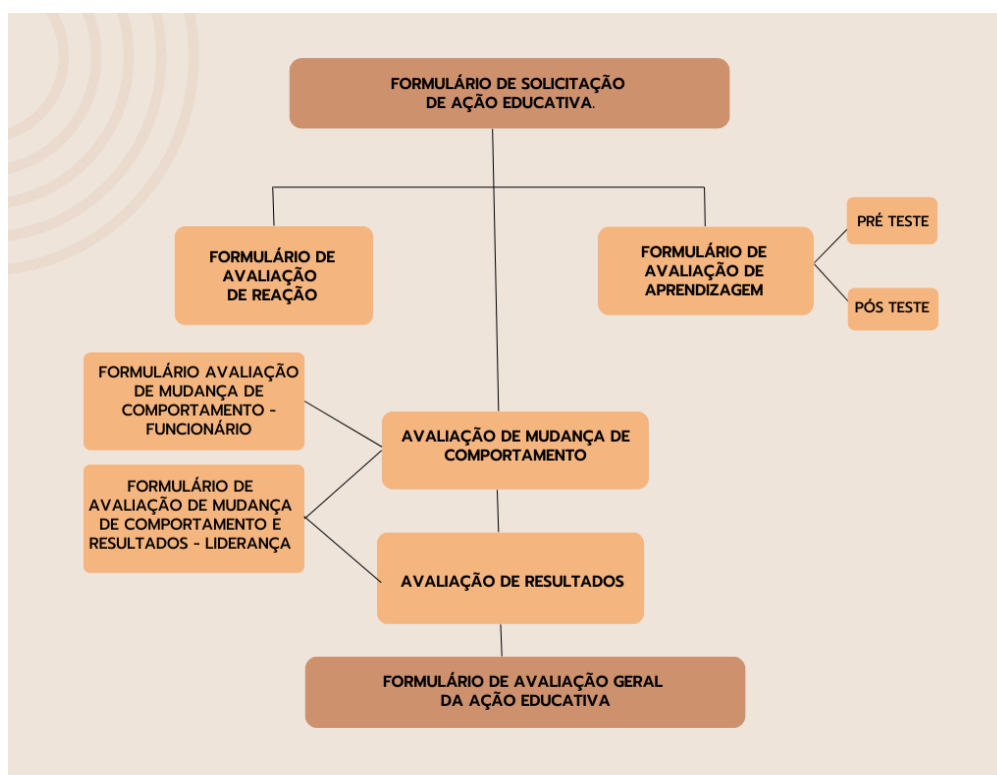 FORMULÁRIO DE SOLICITAÇÃO
DE AÇÃO EDUCATIVA.
FORMULÁRIO DE
AVALIAÇÃO
DE REAÇÃO
FORMULÁRIO DE
AVALIAÇÃO DE
APRENDIZAGEM
PRÉ TESTE
PÓS TESTE
FORMULÁRIO AVALIAÇÃO
DE MUDANÇA DE
COMPORTAMENTO -
FUNCIONÁRIO
AVALIAÇÃO DE MUDANÇA DE
COMPORTAMENTO
FORMULÁRIO DE
AVALIAÇÃO DE MUDANÇA
DE COMPORTAMENTO E
RESULTADOS - LIDERANÇA
AVALIAÇÃO DE RESULTADOS
FORMULÁRIO DE AVALIAÇÃO GERAL
DA AÇÃO EDUCATIVA